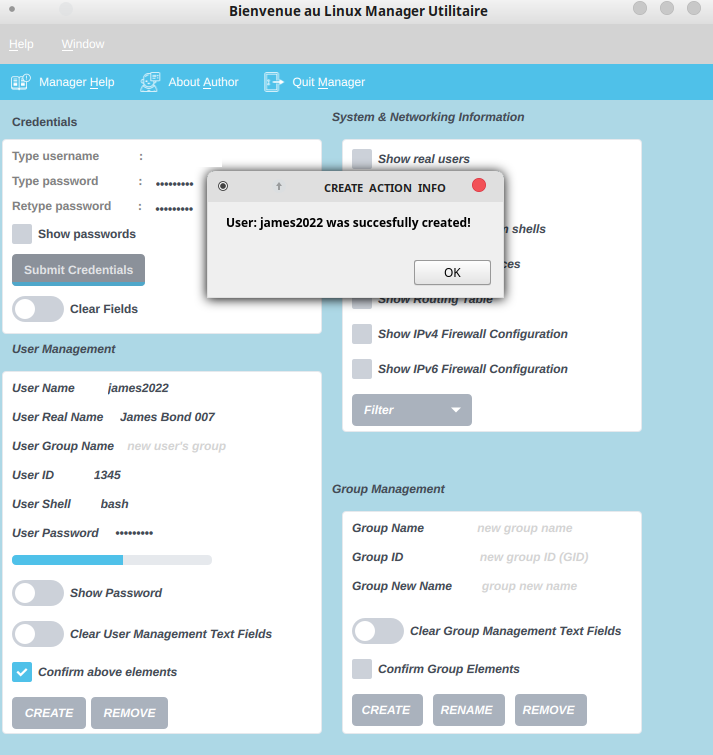 Bienvenue au Linux Manager Utilitaire
Help Window
Manager Help About Author Quit Manager
Credentials
Type username :
Type password : •••••••••
Retype password : •••••••••
Show passwords
Submit Credentials
Clear Fields
System & Networking Information
Show real users
shells
Show Routing Table
Show IPv4 Firewall Configuration
Show IPv6 Firewall Configuration
Filter
CREATE ACTION INFO
User: james2022 was succesfully created!
OK
User Management
User Name james2022
User Real Name James Bond 007
User Group Name new user's group
User ID 1345
User Shell bash
User Password •••••••••
Show Password
Clear User Management Text Fields
Confirm above elements
CREATE REMOVE
Group Management
Group Name new group name
Group ID new group ID (GID)
Group New Name group new name
Clear Group Management Text Fields
Confirm Group Elements
CREATE RENAME REMOVE